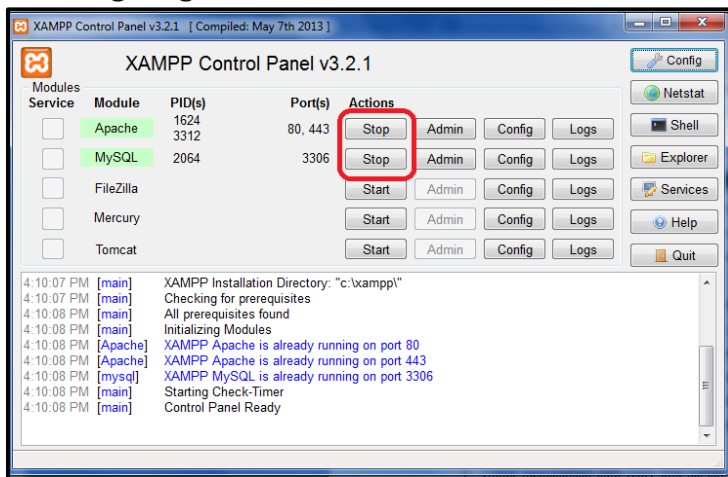 XAMPP Control Panel v3.2.1 [ Compiled: May 7th 2013 ]
XAMPP Control Panel v3.2.1
Config
Modules
Service Module PID(s) Port(s) Actions
Netstat
Apache 1624 3312 80, 443 Stop Admin Config Logs
Shell
MySQL 2064 3306 Stop Admin Config Logs
Explorer
FileZilla Start Admin Config Logs
Services
Mercury Start Admin Config Logs
Help
Tomcat Start Admin Config Logs
Quit
4:10:07 PM [main] XAMPP Installation Directory: "c:\xampp\"
4:10:07 PM [main] Checking for prerequisites
4:10:08 PM [main] All prerequisites found
4:10:08 PM [main] Initializing Modules
4:10:08 PM [Apache] XAMPP Apache is already running on port 80
4:10:08 PM [Apache] XAMPP Apache is already running on port 443
4:10:08 PM [mysql] XAMPP MySQL is already running on port 3306
4:10:08 PM [main] Starting Check-Timer
4:10:08 PM [main] Control Panel Ready